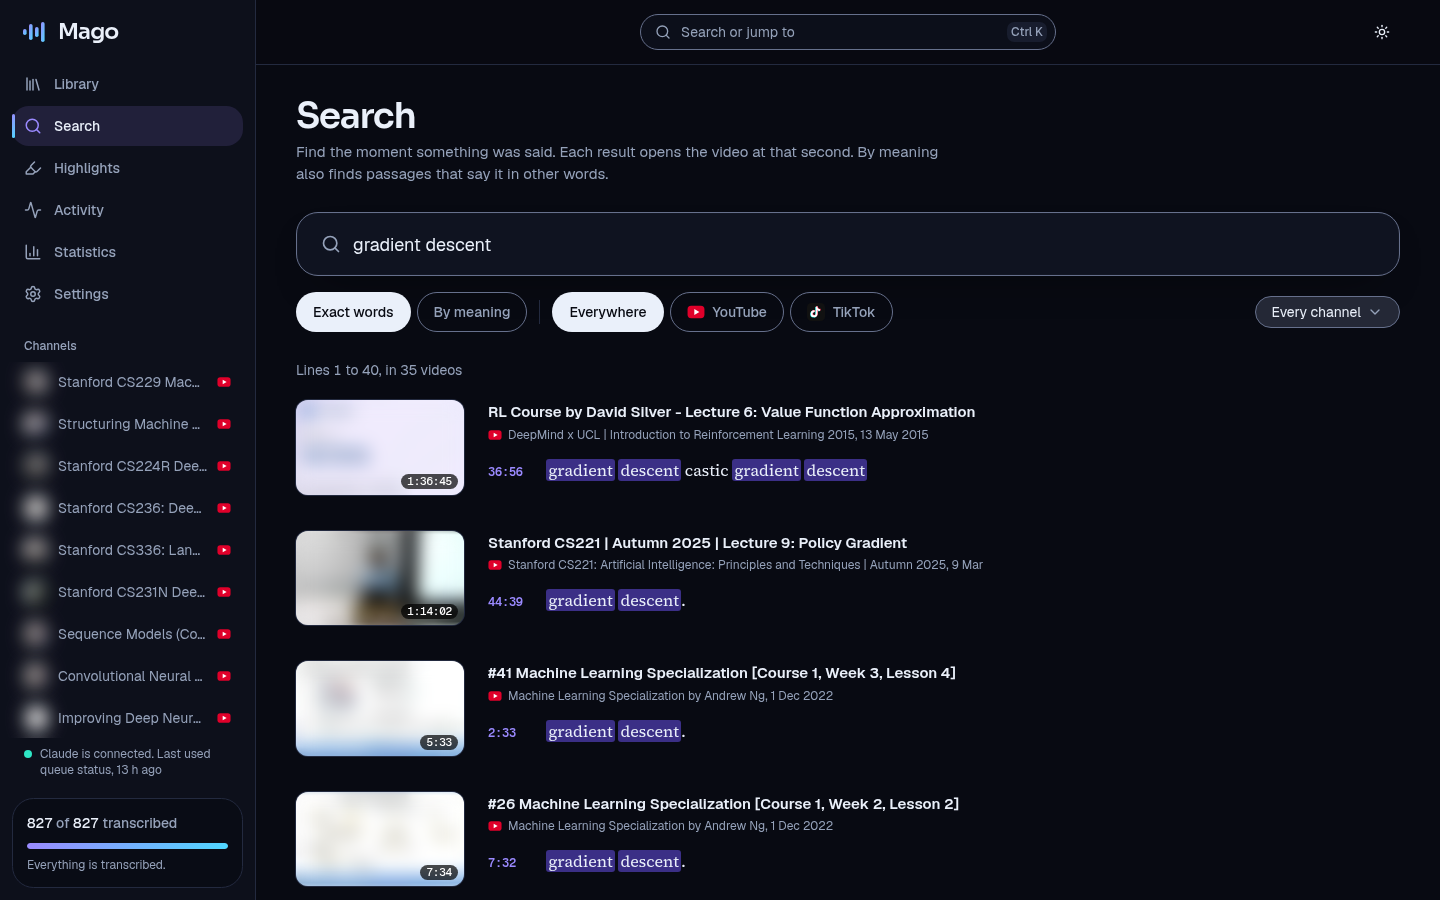 Mago
Search or jump to
Ctrl K
Library
Search
Highlights
Activity
Statistics
Settings
Channels
Stanford CS229 Mac...
Structuring Machine ...
Stanford CS224R Dee...
Stanford CS236: Dee...
Stanford CS336: Lan...
Stanford CS231N Dee...
Sequence Models (Co...
Convolutional Neural ...
Improving Deep Neur...
Claude is connected. Last used
queue status, 13 h ago
827 of 827 transcribed
Everything is transcribed.
Search
Find the moment something was said. Each result opens the video at that second. By meaning
also finds passages that say it in other words.
gradient descent
Exact words
By meaning
Everywhere
YouTube
TikTok
Every channel
Lines 1 to 40, in 35 videos
1:36:45
RL Course by David Silver - Lecture 6: Value Function Approximation
DeepMind x UCL | Introduction to Reinforcement Learning 2015, 13 May 2015
36:56 gradient descent castic gradient descent
1:14:02
Stanford CS221 | Autumn 2025 | Lecture 9: Policy Gradient
Stanford CS221: Artificial Intelligence: Principles and Techniques | Autumn 2025, 9 Mar
44:39 gradient descent.
5:33
#41 Machine Learning Specialization [Course 1, Week 3, Lesson 4]
Machine Learning Specialization by Andrew Ng, 1 Dec 2022
2:33 gradient descent.
7:34
#26 Machine Learning Specialization [Course 1, Week 2, Lesson 2]
Machine Learning Specialization by Andrew Ng, 1 Dec 2022
7:32 gradient descent.